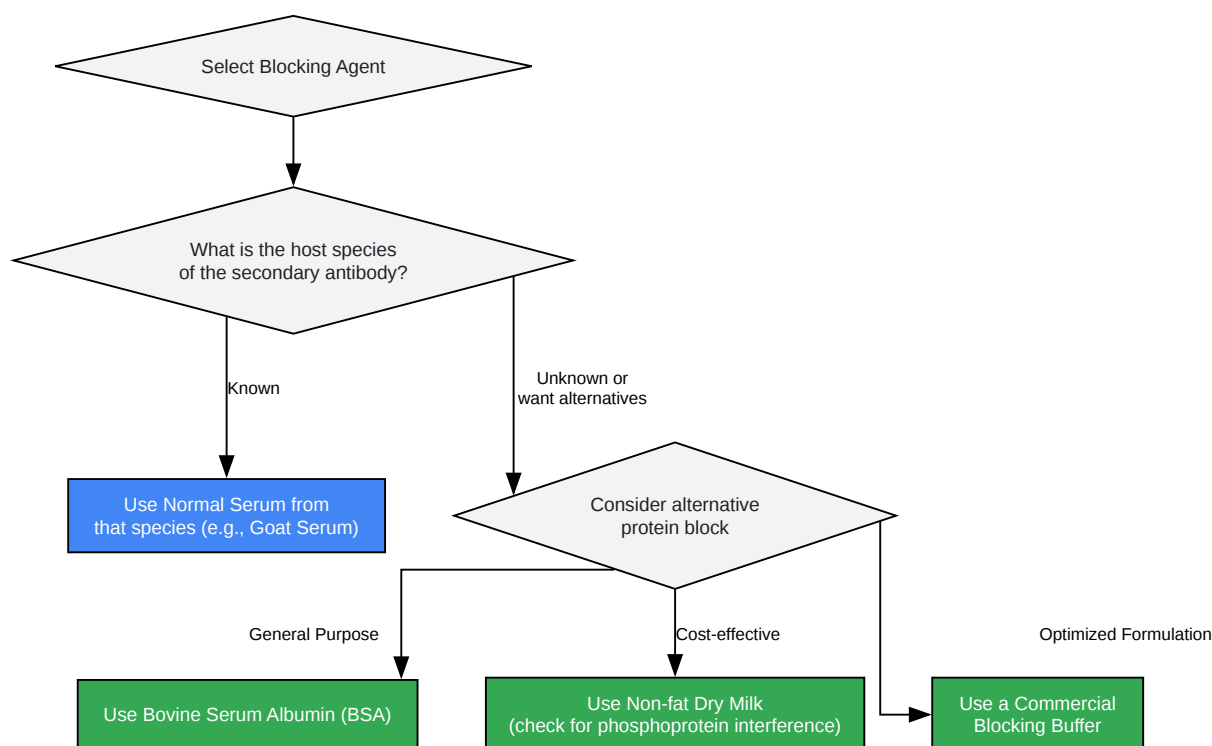 Select Blocking Agent
What is the host species
of the secondary antibody?
Known
Unknown or
want alternatives
Use Normal Serum from
that species (e.g., Goat Serum)
Consider alternative
protein block
General Purpose
Cost-effective
Optimized Formulation
Use Bovine Serum Albumin (BSA)
Use Non-fat Dry Milk
(check for phosphoprotein interference)
Use a Commercial
Blocking Buffer